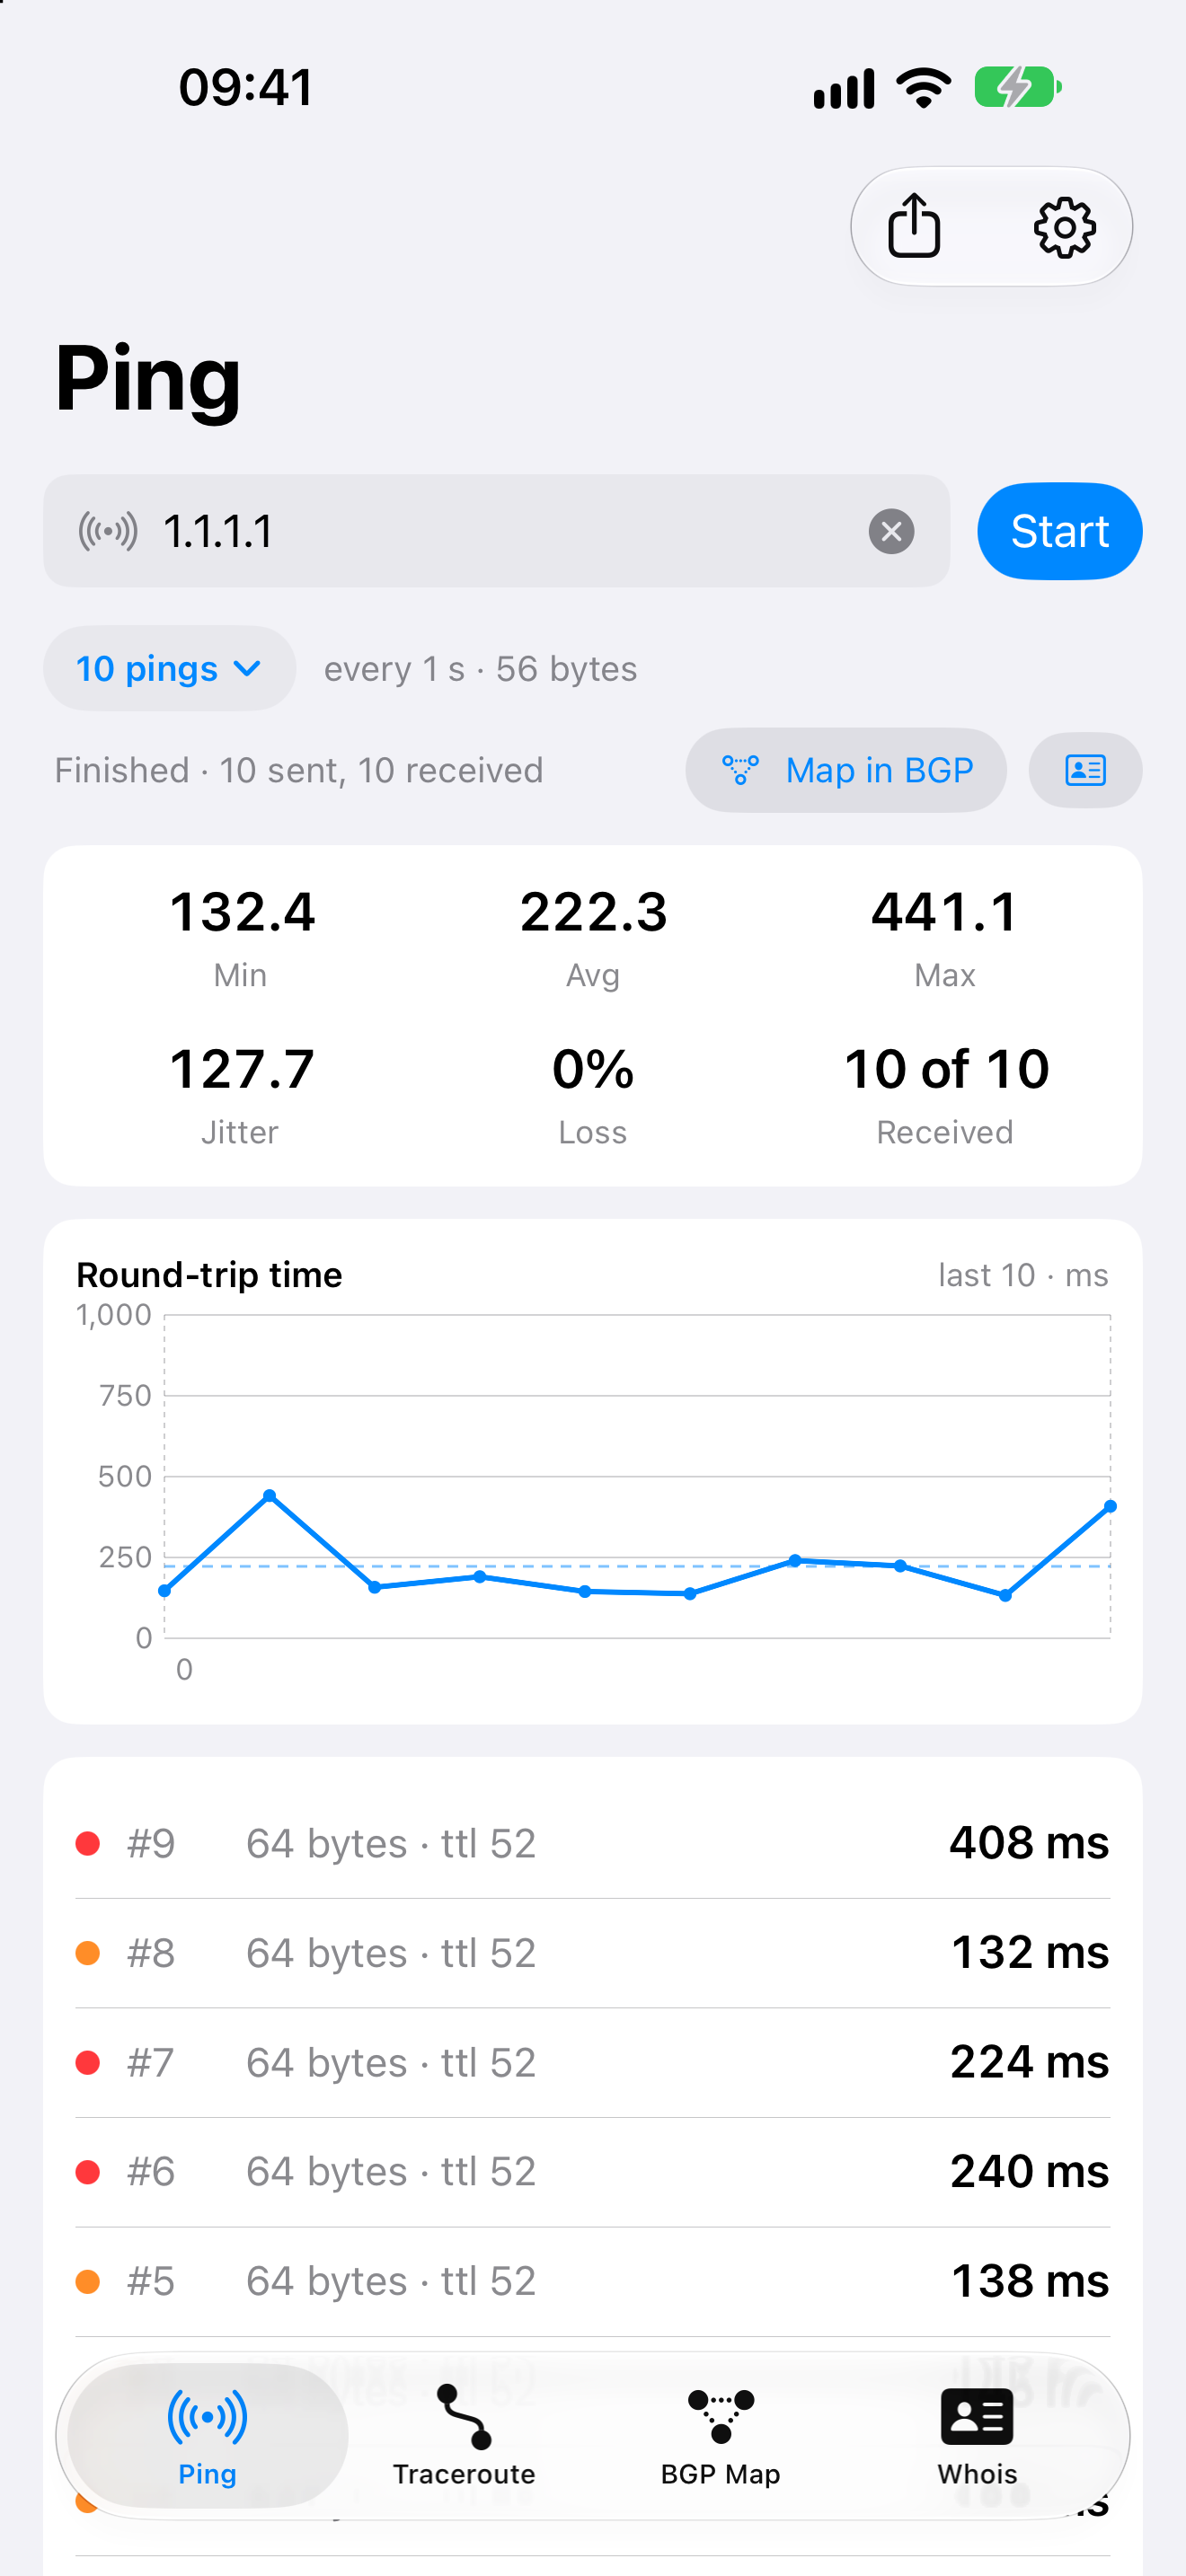 09:41
Ping
1.1.1.1
Start
10 pings every 1 s · 56 bytes
Finished · 10 sent, 10 received
Map in BGP
132.4 222.3 441.1
Min Avg Max
127.7 0% 10 of 10
Jitter Loss Received
Round-trip time last 10 · ms
1,000
750
500
250
0
0
#9 64 bytes · ttl 52 408 ms
#8 64 bytes · ttl 52 132 ms
#7 64 bytes · ttl 52 224 ms
#6 64 bytes · ttl 52 240 ms
#5 64 bytes · ttl 52 138 ms
Ping Traceroute BGP Map Whois